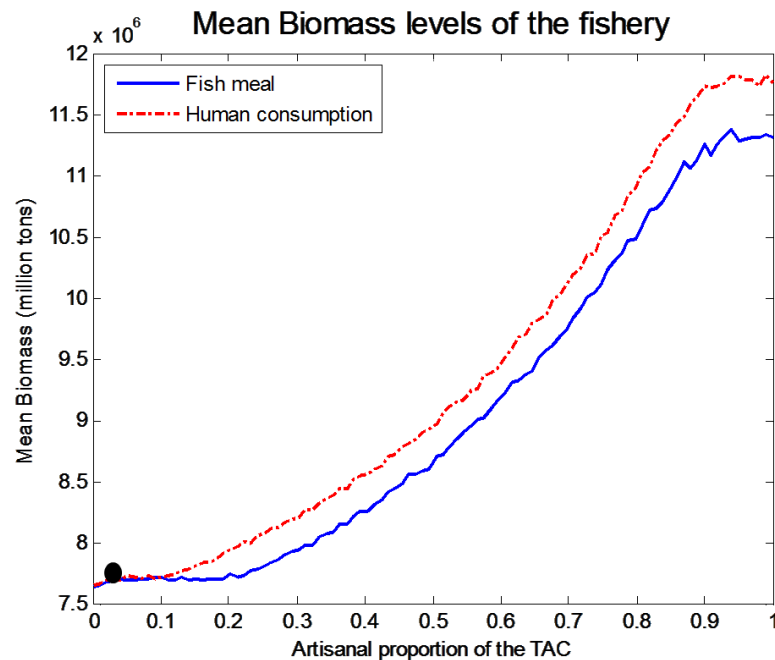 Mean Biomass levels of the fishery
x 10^6
Fish meal
Human consumption
12
11.5
11
10.5
10
9.5
9
8.5
8
7.5
Mean Biomass (million tons)
0 0.1 0.2 0.3 0.4 0.5 0.6 0.7 0.8 0.9 1
Artisanal proportion of the TAC